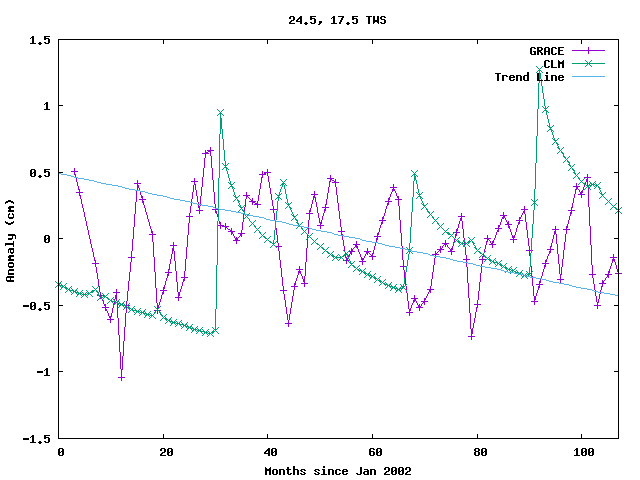 24.5, 17.5 TWS
GRACE
CLM
Trend Line
1.5
1
0.5
0
-0.5
-1
-1.5
Anomaly (cm)
0 20 40 60 80 100
Months since Jan 2002